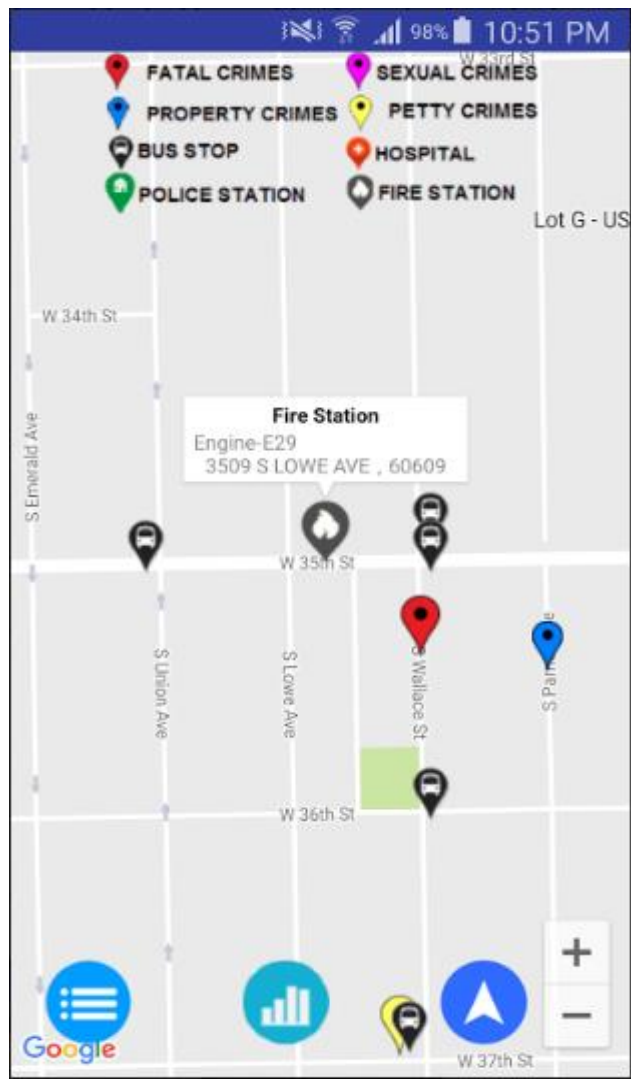 98% 10:51 PM
W 33rd St
FATAL CRIMES SEXUAL CRIMES
PROPERTY CRIMES PETTY CRIMES
BUS STOP HOSPITAL
POLICE STATION FIRE STATION
Lot G - US
W 34th St
Fire Station
Engine-E29
3509 S LOWE AVE , 60609
S Emerald Ave
W 35th St
S Union Ave
S Lowe Ave
S Wallace St
W 36th St
+
−
Google
W 37th St